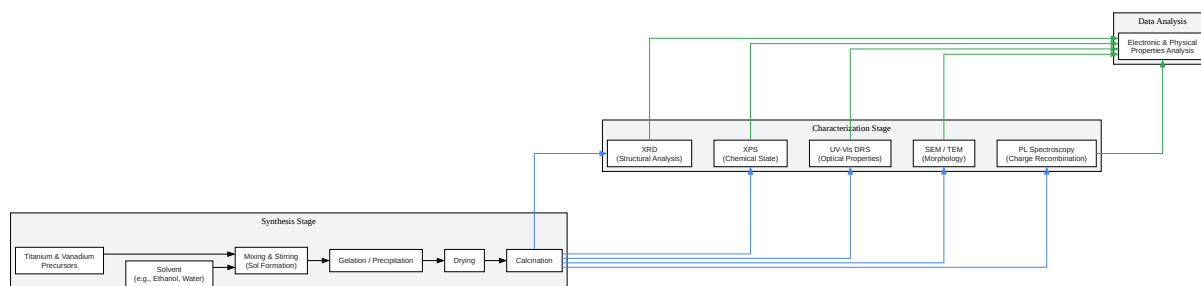 Data Analysis
Electronic & Physical
Properties Analysis
Characterization Stage
XRD
(Structural Analysis)
XPS
(Chemical State)
UV-Vis DRS
(Optical Properties)
SEM / TEM
(Morphology)
PL Spectroscopy
(Charge Recombination)
Synthesis Stage
Titanium & Vanadium
Precursors
Solvent
(e.g., Ethanol, Water)
Mixing & Stirring
(Sol Formation)
Gelation / Precipitation
Drying
Calcination